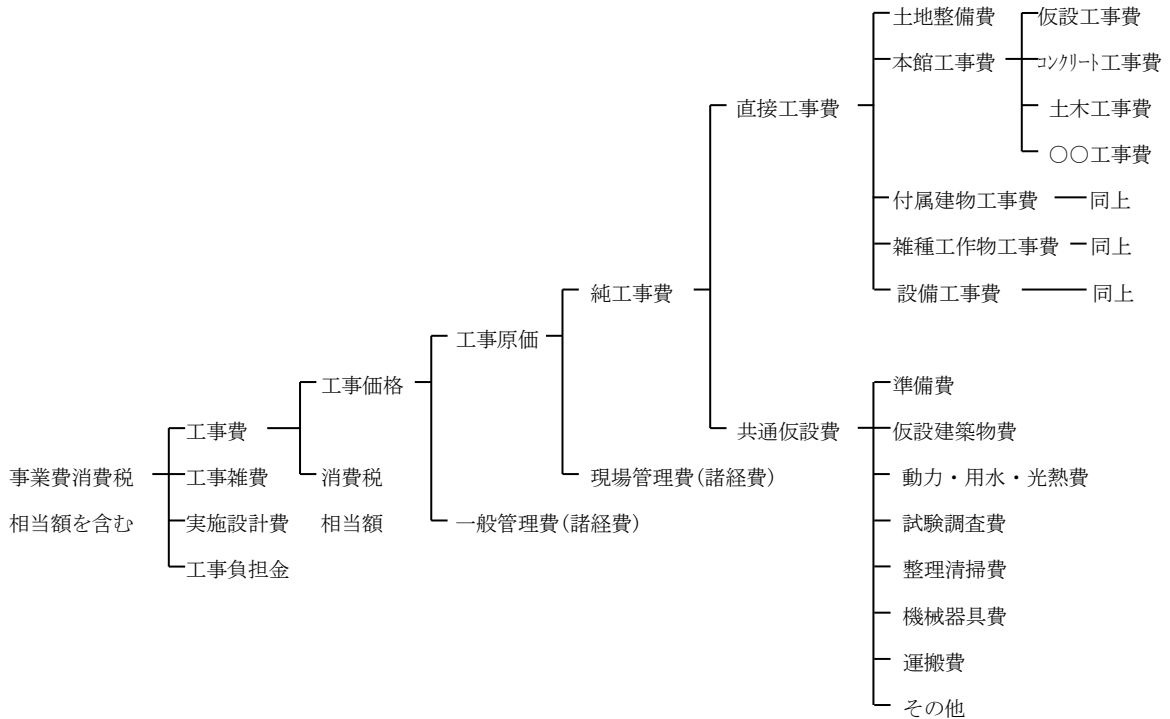 土地整備費
仮設工事費
本館工事費
ｺﾝｸﾘｰﾄ工事費
直接工事費
土木工事費
〇〇工事費
付属建物工事費
同上
雑種工作物工事費
同上
純工事費
設備工事費
同上
工事原価
工事価格
準備費
工事費
共通仮設費
仮設建築物費
事業費消費税
工事雑費
消費税
現場管理費(諸経費)
動力・用水・光熱費
相当額を含む
実施設計費
相当額
一般管理費(諸経費)
試験調査費
工事負担金
整理清掃費
機械器具費
運搬費
その他